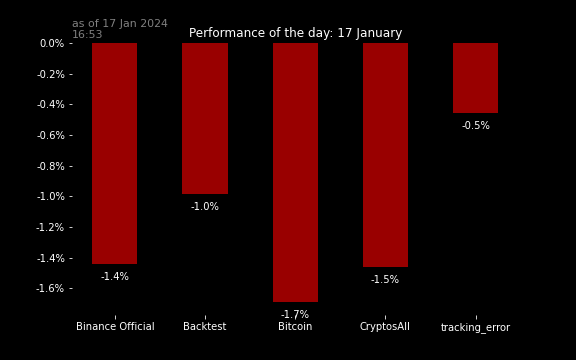 as of 17 Jan 2024
16:53
Performance of the day: 17 January
0.0%
-0.2%
-0.4%
-0.6%
-0.8%
-1.0%
-1.2%
-1.4%
-1.6%
-1.4%
-1.0%
-1.7%
-1.5%
-0.5%
Binance Official
Backtest
Bitcoin
CryptosAll
tracking_error